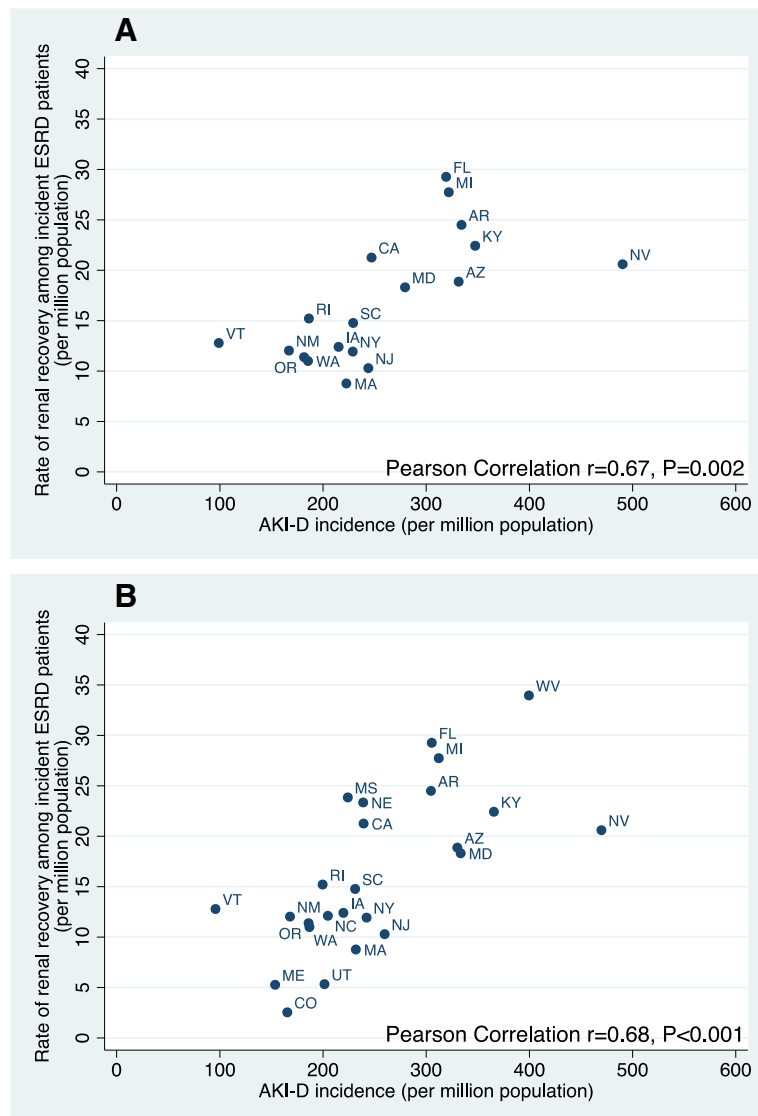 A
Rate of renal recovery among incident ESRD patients
(per million population)
40
35
30
25
20
15
10
5
0
FL
MI
AR
KY
CA
NV
AZ
MD
RI
SC
VT
NM
IA
NY
OR
WA
NJ
MA
Pearson Correlation r=0.67, P=0.002
0 100 200 300 400 500 600
AKI-D incidence (per million population)
B
Rate of renal recovery among incident ESRD patients
(per million population)
40
35
30
25
20
15
10
5
0
WV
FL
MI
AR
MS
NE
KY
CA
NV
AZ
MD
RI
SC
VT
NM
IA
NY
NC
OR
WA
NJ
MA
ME
UT
CO
Pearson Correlation r=0.68, P<0.001
0 100 200 300 400 500 600
AKI-D incidence (per million population)